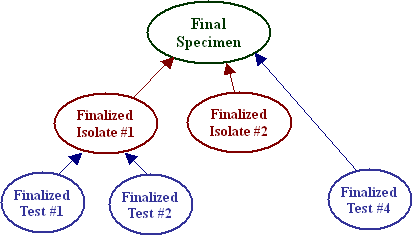 Final
Specimen
Finalized
Isolate #1
Finalized
Isolate #2
Finalized
Test #1
Finalized
Test #2
Finalized
Test #4